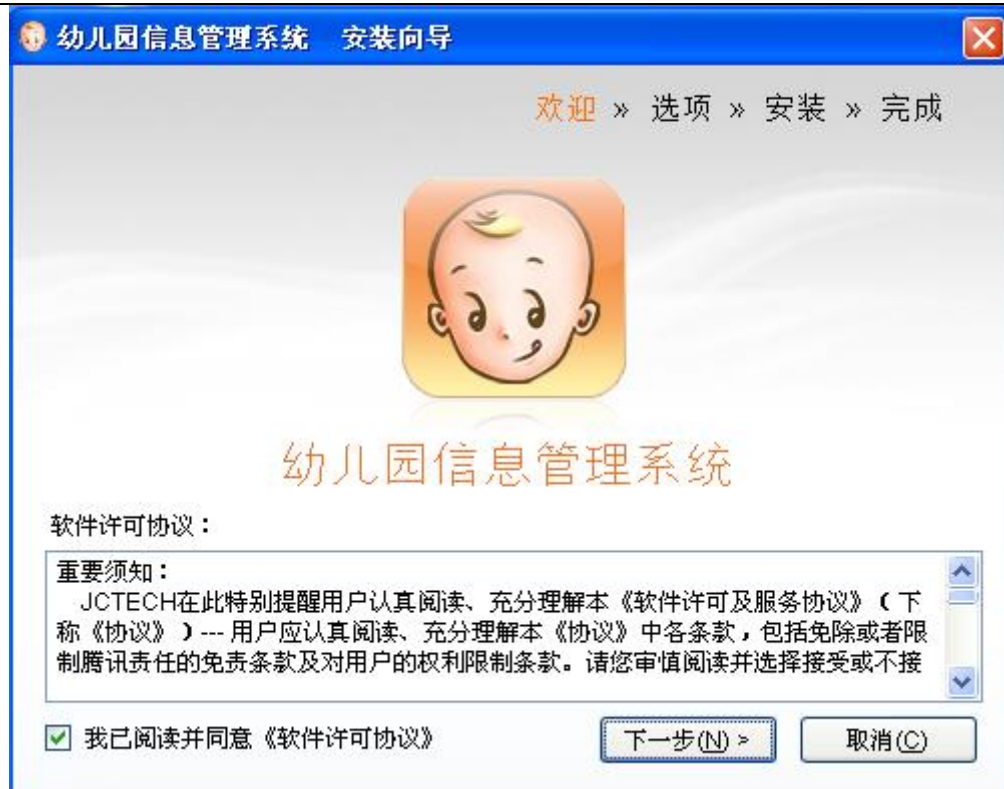 幼儿园信息管理系统 安装向导
欢迎 » 选项 » 安装 » 完成
幼儿园信息管理系统
软件许可协议：
重要须知：
JCTECH在此特别提醒用户认真阅读、充分理解本《软件许可及服务协议》（下
称《协议》）--- 用户应认真阅读、充分理解本《协议》中各条款，包括免除或者限
制腾讯责任的免责条款及对用户的权利限制条款。请您审慎阅读并选择接受或不接
我已阅读并同意《软件许可协议》
下一步(N) >
取消(C)